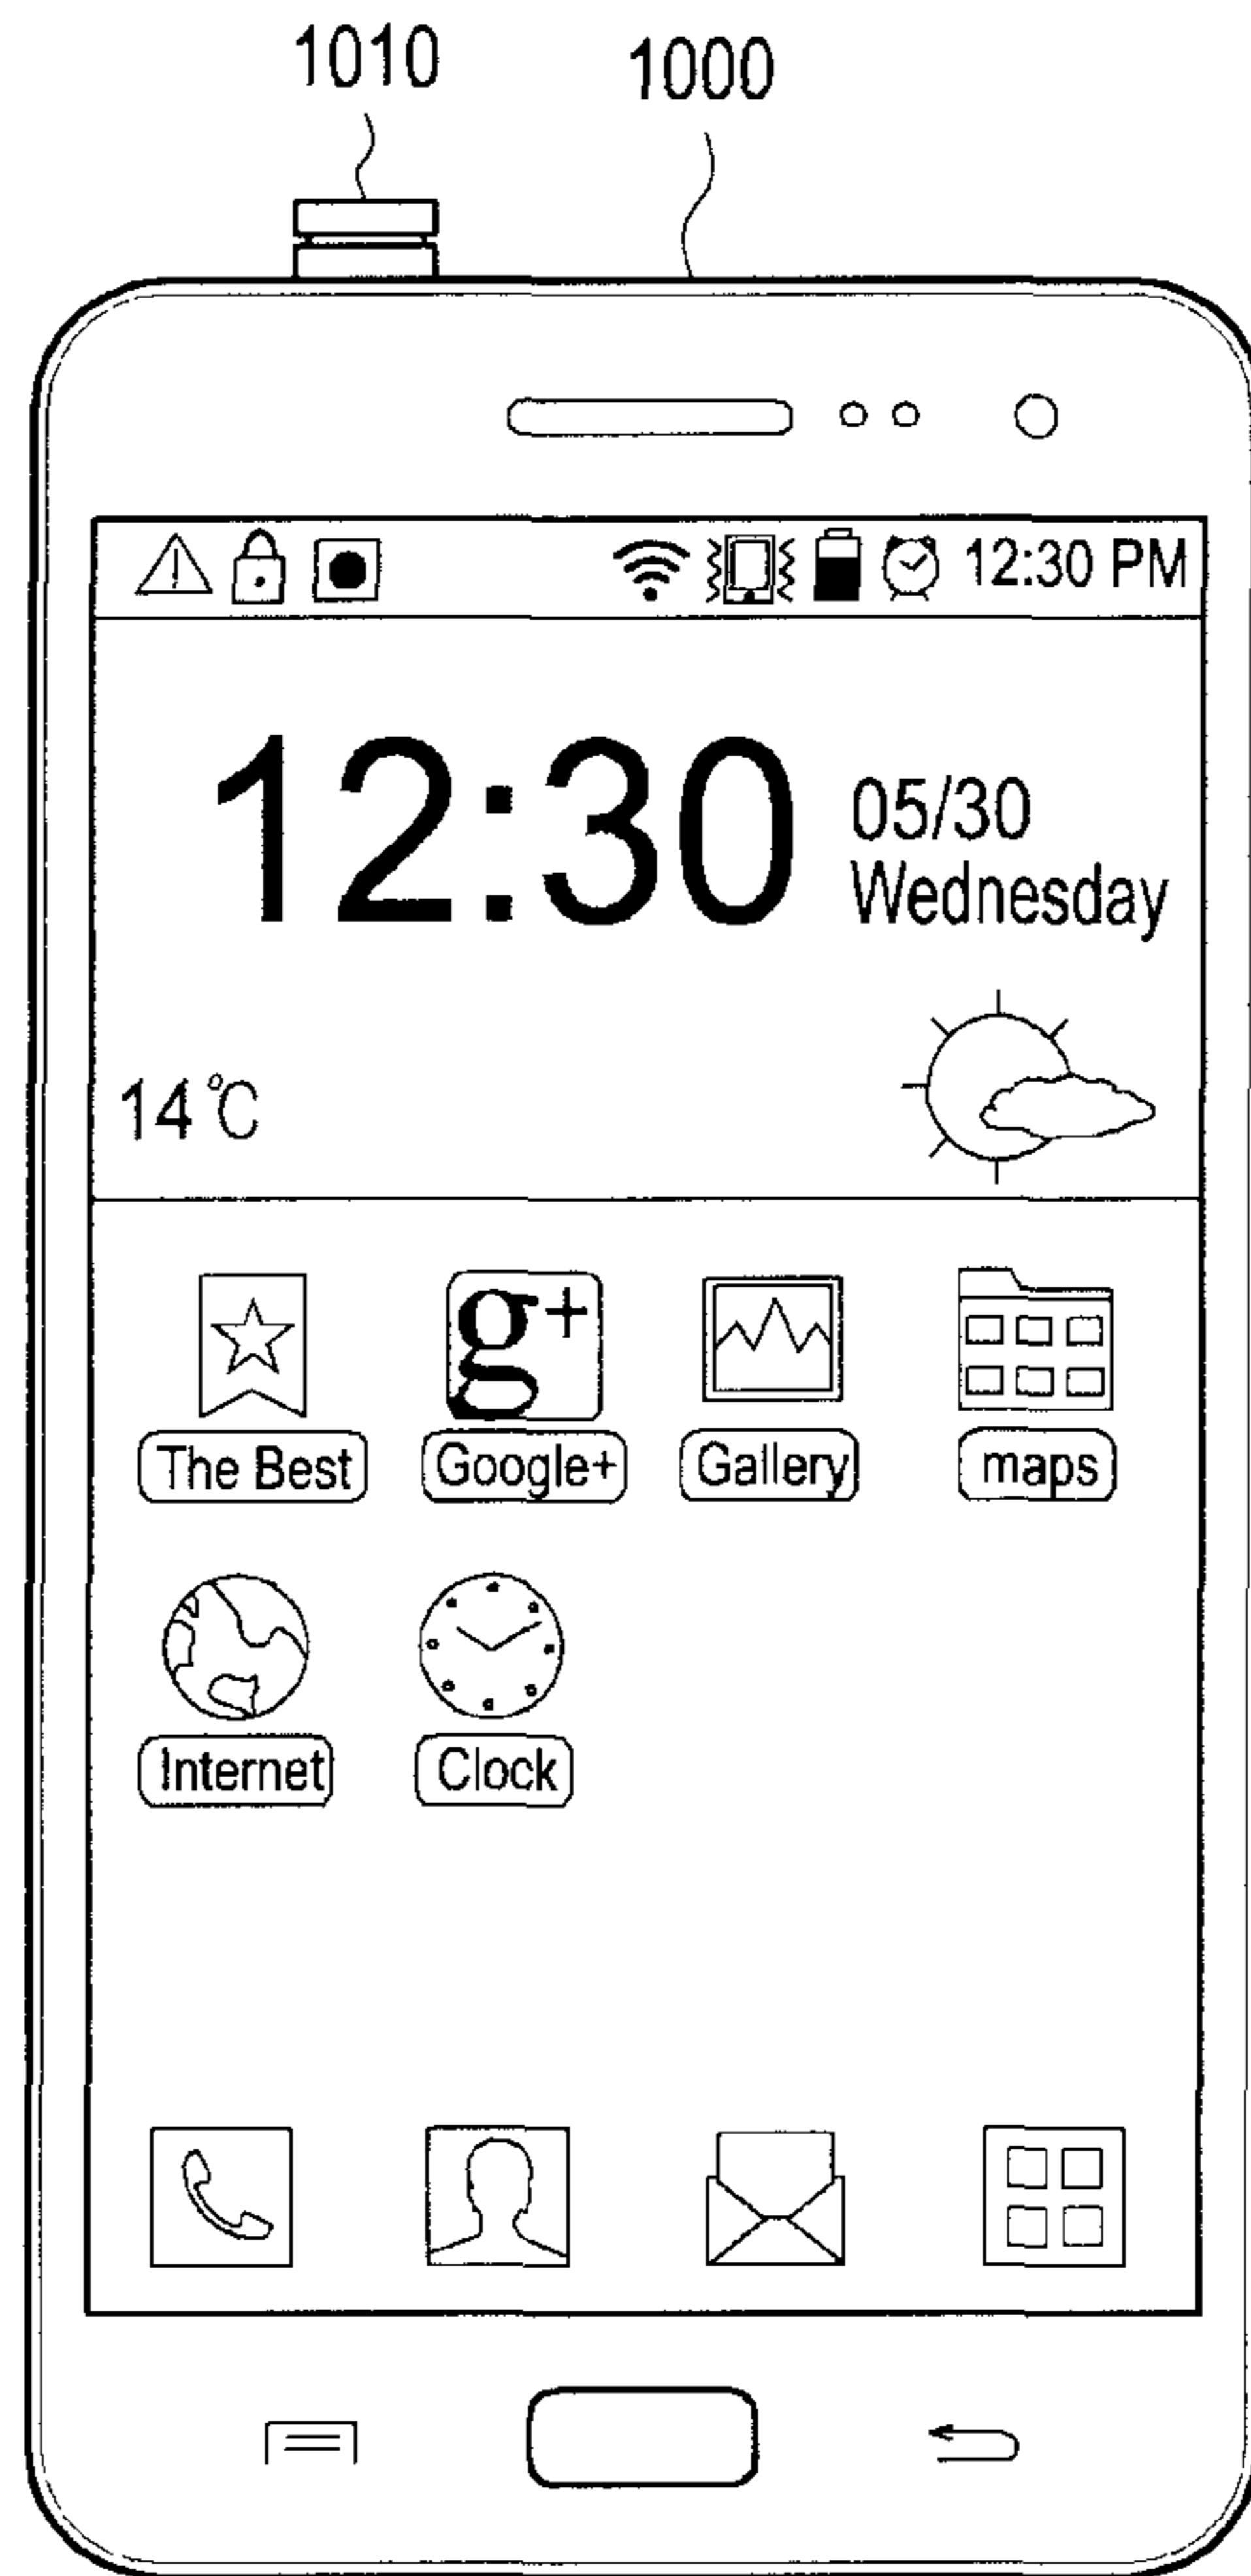 1010 1000
12:30 PM
12:30
05/30
Wednesday
14°C
g+
The Best Google+ Gallery maps
Internet Clock